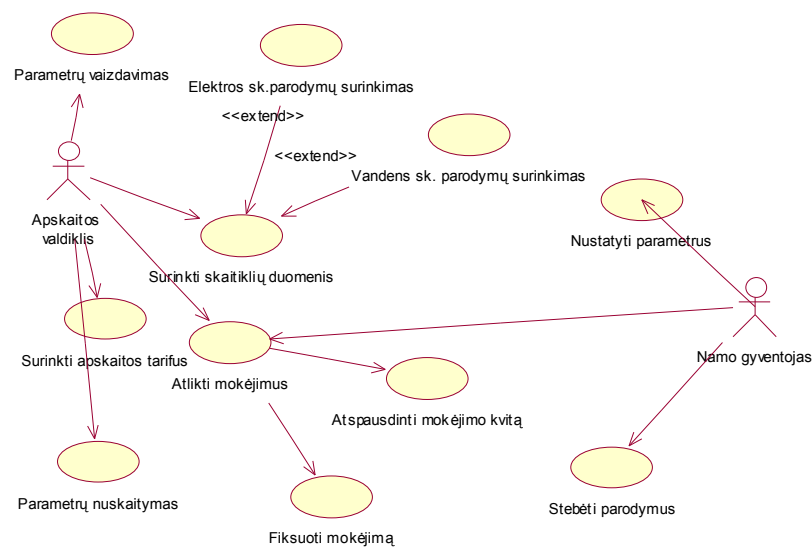 Parametrų vaizdavimas
Elektros sk.parodymų surinkimas
<<extend>>
<<extend>>
Vandens sk. parodymų surinkimas
Apskaitos
valdiklis
Nustatyti parametrus
Surinkti skaitiklių duomenis
Surinkti apskaitos tarifus
Atlikti mokėjimus
Namo gyventojas
Atspausdinti mokėjimo kvitą
Parametrų nuskaitymas
Stebėti parodymus
Fiksuoti mokėjimą